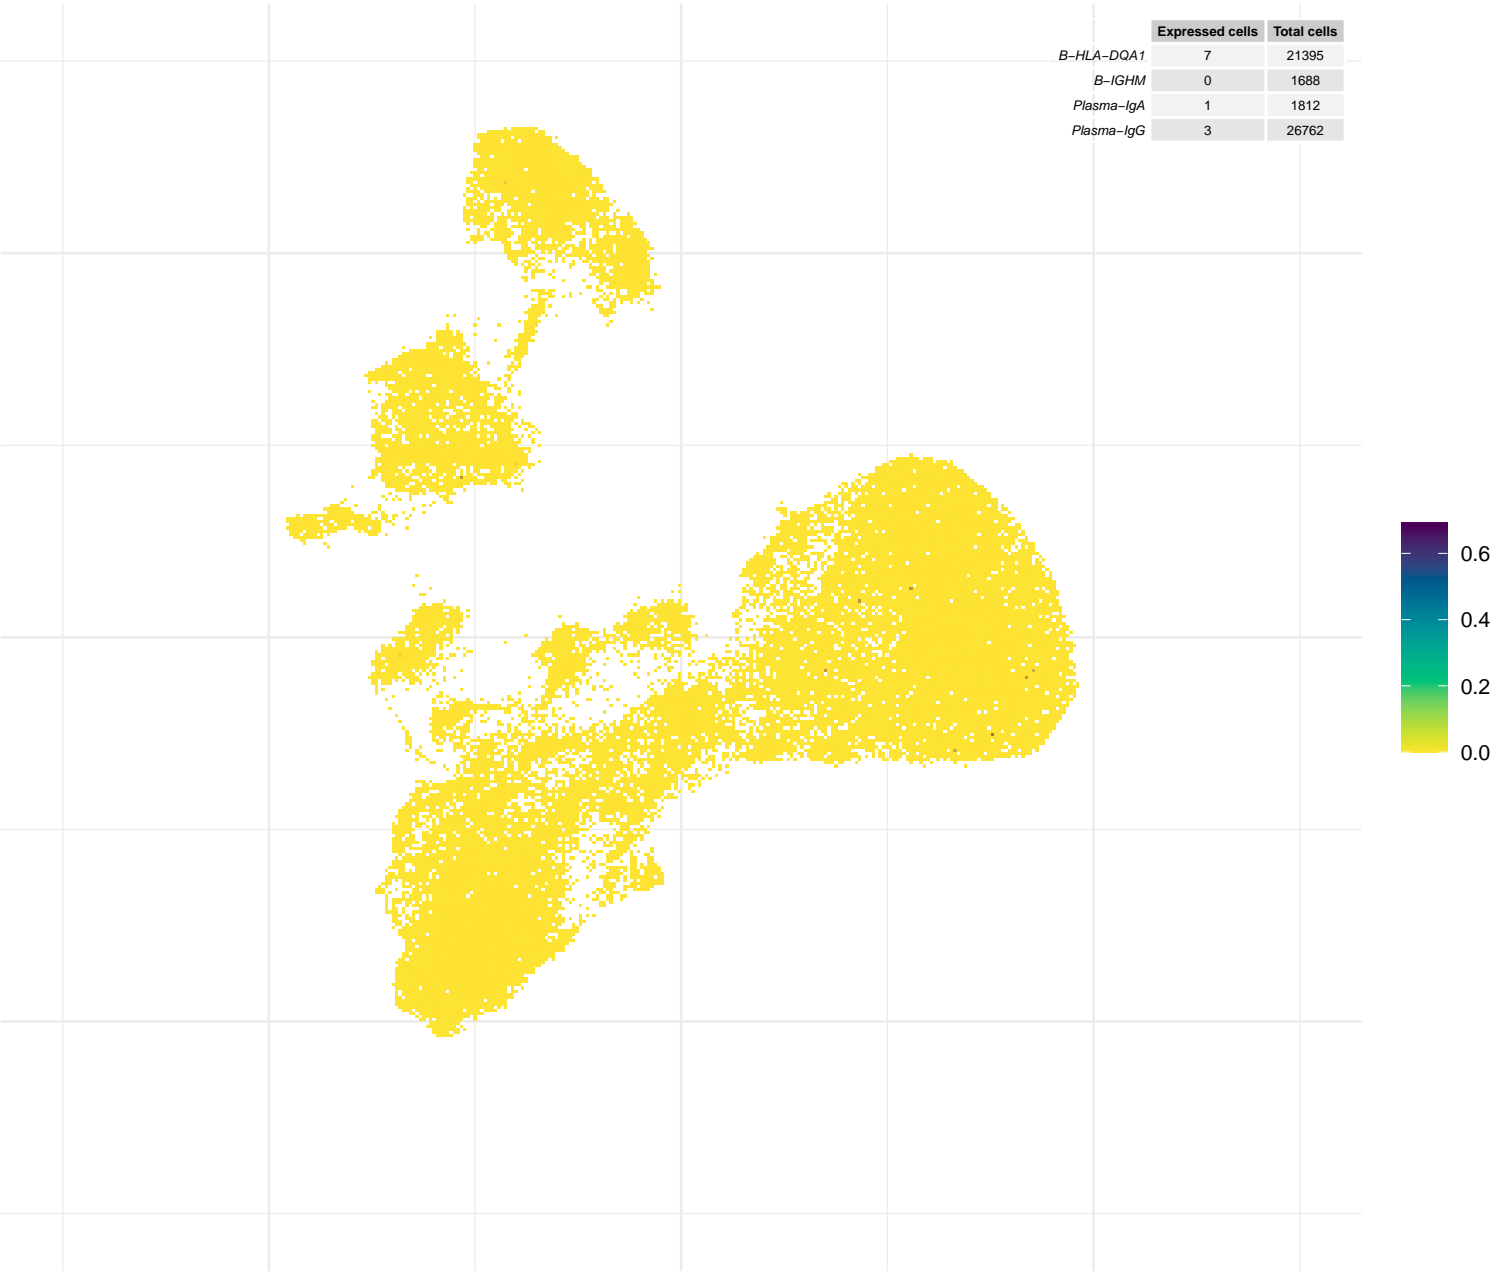 Expressed cells Total cells
B−HLA−DQA1 7 21395
B−IGHM 0 1688
Plasma−IgA 1 1812
Plasma−IgG 3 26762
0.6
0.4
0.2
0.0